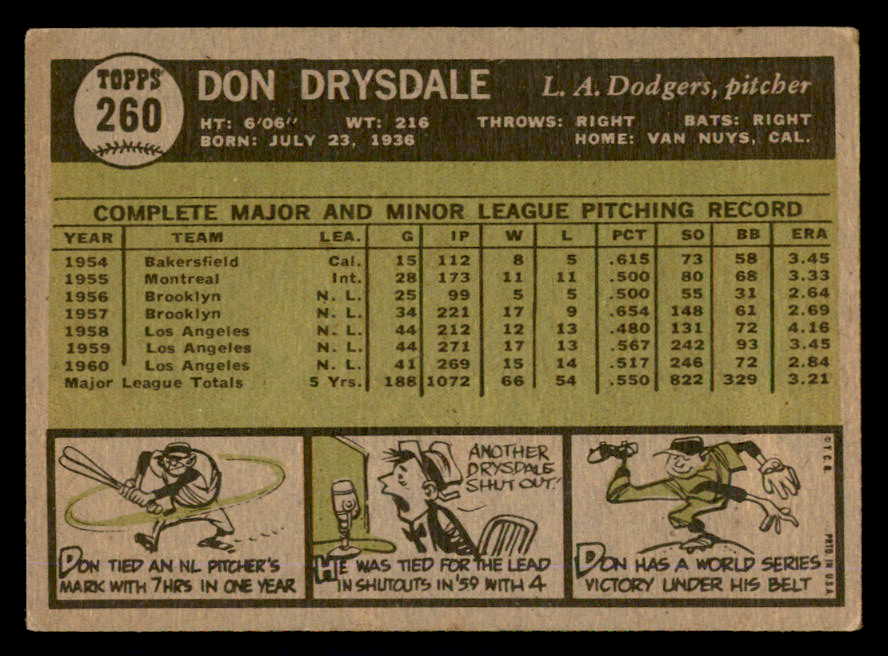 TOPPS
260
DON DRYSDALE L. A. Dodgers, pitcher
HT: 6'06" WT: 216 THROWS: RIGHT BATS: RIGHT
BORN: JULY 23, 1936 HOME: VAN NUYS, CAL.
COMPLETE MAJOR AND MINOR LEAGUE PITCHING RECORD
YEAR TEAM LEA. G IP W L PCT SO BB ERA
1954 Bakersfield Cal. 15 112 8 5 .615 73 58 3.45
1955 Montreal Int. 28 173 11 11 .500 80 68 3.33
1956 Brooklyn N. L. 25 99 5 5 .500 55 31 2.64
1957 Brooklyn N. L. 34 221 17 9 .654 148 61 2.69
1958 Los Angeles N. L. 44 212 12 13 .480 131 72 4.16
1959 Los Angeles N. L. 44 271 17 13 .567 242 93 3.45
1960 Los Angeles N. L. 41 269 15 14 .517 246 72 2.84
Major League Totals 5 Yrs. 188 1072 66 54 .550 822 329 3.21
DON TIED AN NL PITCHER'S
MARK WITH 7HRS IN ONE YEAR
ANOTHER
DRYSDALE
SHUT OUT."
HE WAS TIED FOR THE LEAD
IN SHUTOUTS IN '59 WITH 4
DON HAS A WORLD SERIES
VICTORY UNDER HIS BELT
© T.C.G. PRTD. IN U.S.A.